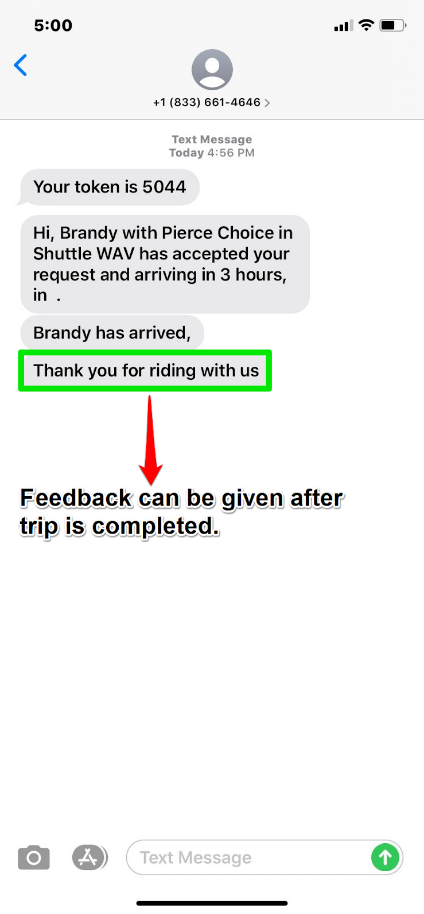 5:00
+1 (833) 661-4646 >
Text Message
Today 4:56 PM
Your token is 5044
Hi, Brandy with Pierce Choice in
Shuttle WAV has accepted your
request and arriving in 3 hours,
in  .
Brandy has arrived,
Thank you for riding with us
Feedback can be given after
trip is completed.
Text Message